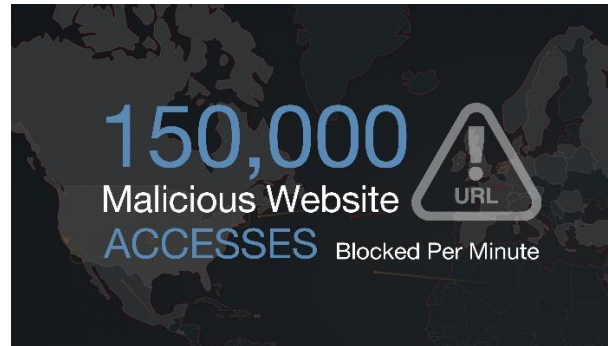 150,000
Malicious Website
URL
ACCESSES Blocked Per Minute